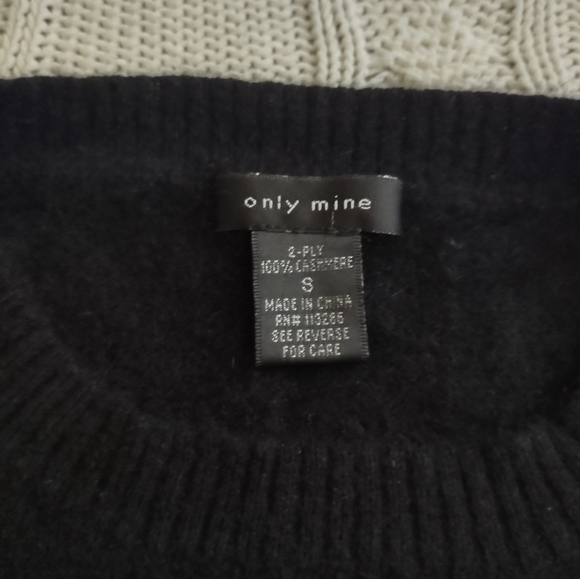 only mine
2-PLY
100% CASHMERE
S
MADE IN CHINA
RN# 113265
SEE REVERSE
FOR CARE